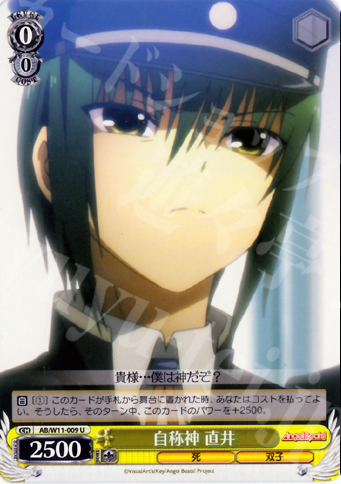 0
0
COST
貴様…僕は神だぞ?
自 [①] このカードが手札から舞台に置かれた時、あなたはコストを払ってよ
い。そうしたら、そのターン中、このカードのパワーを+2500。
CH AB/W11-009 U
自称神 直井
Angel Beats!
2500
死 双子
©VisualArt's/Key/Angel Beats! Project